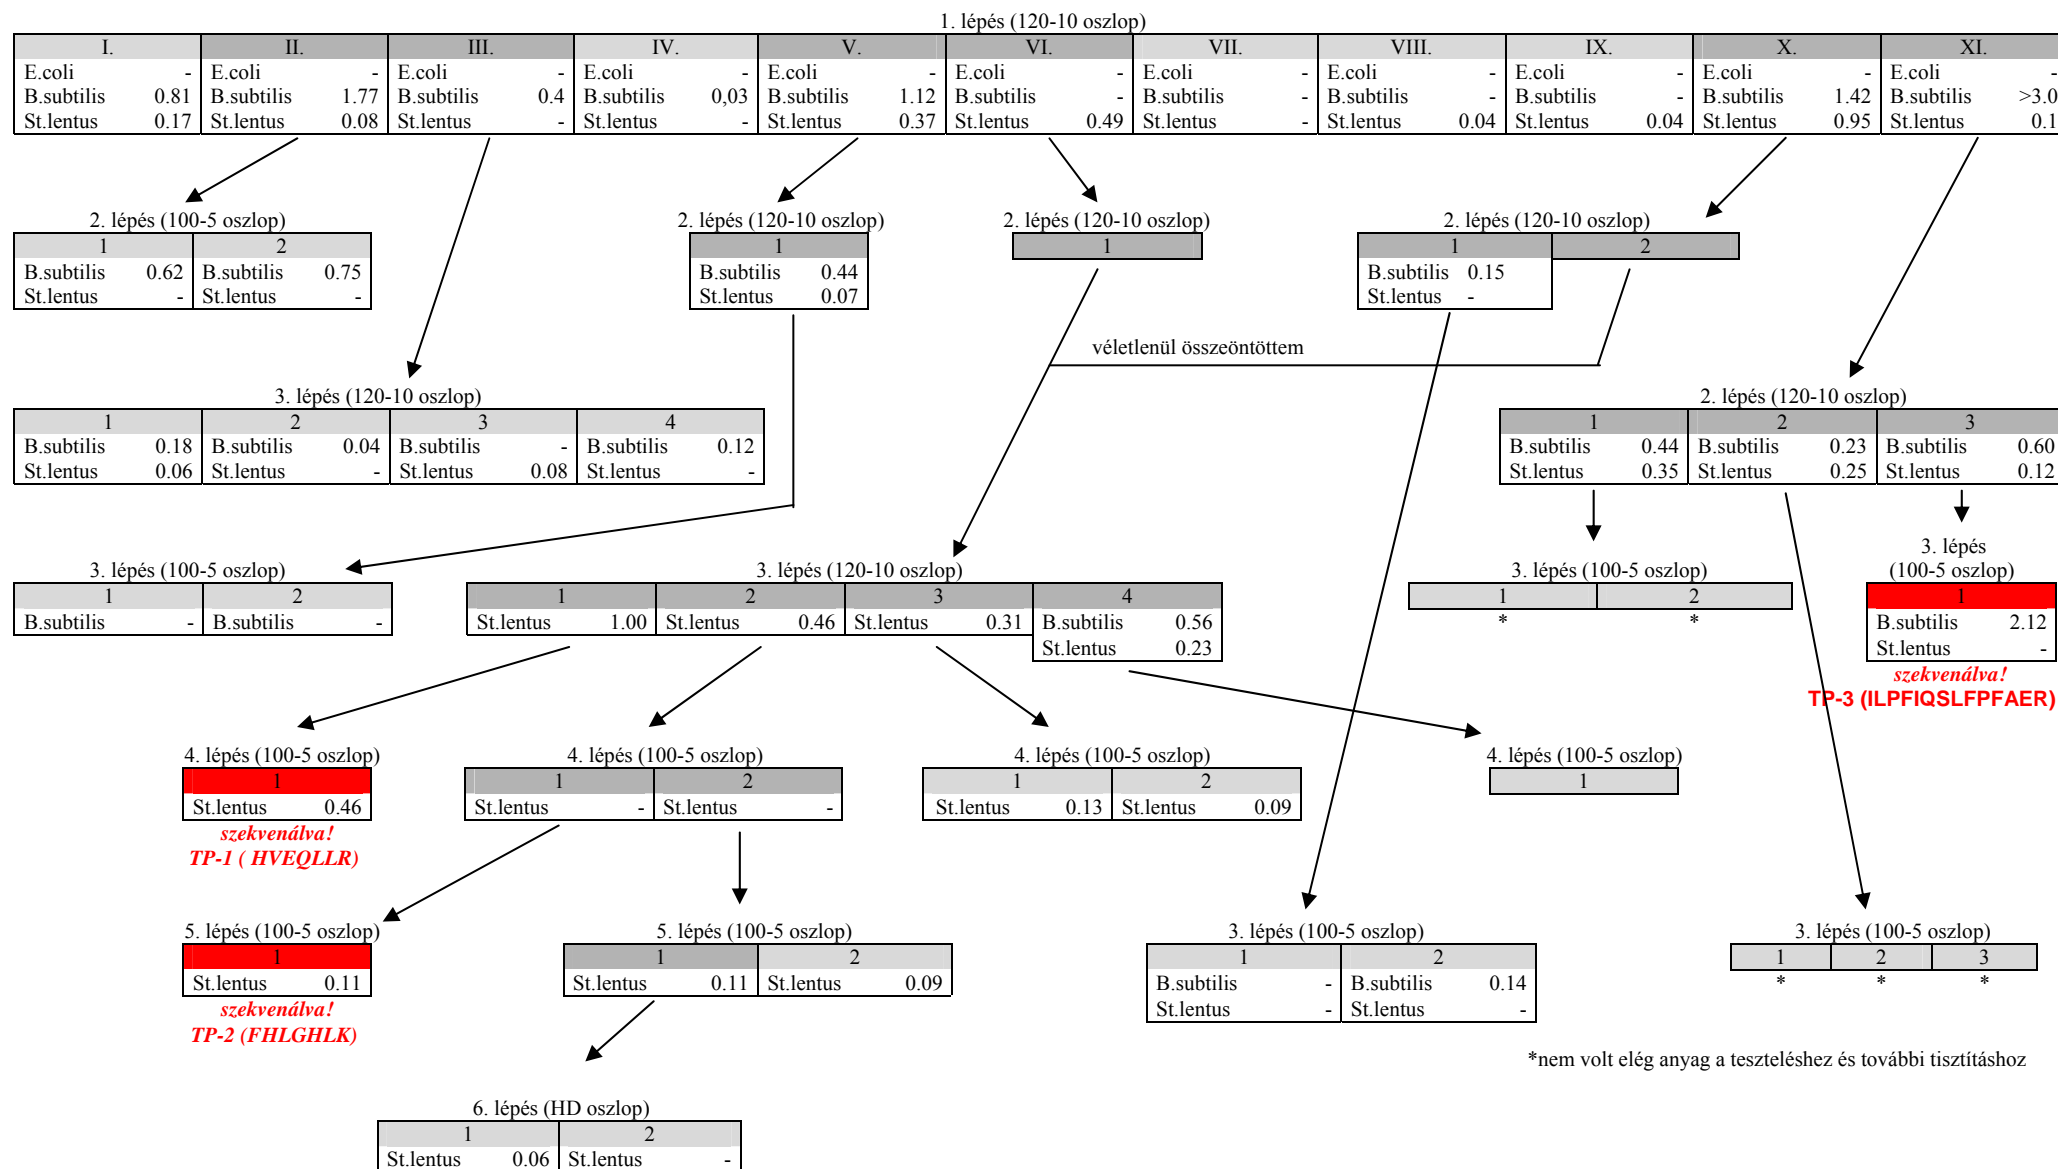 1. lépés (120-10 oszlop)
I. II. III. IV. V. VI. VII. VIII. IX. X. XI.
E.coli - E.coli - E.coli - E.coli - E.coli - E.coli - E.coli - E.coli - E.coli - E.coli - E.coli -
B.subtilis 0.81 B.subtilis 1.77 B.subtilis 0.4 B.subtilis 0,03 B.subtilis 1.12 B.subtilis - B.subtilis - B.subtilis - B.subtilis - B.subtilis 1.42 B.subtilis >3.0
St.lentus 0.17 St.lentus 0.08 St.lentus - St.lentus - St.lentus 0.37 St.lentus 0.49 St.lentus - St.lentus 0.04 St.lentus 0.04 St.lentus 0.95 St.lentus 0.1
2. lépés (100-5 oszlop)
1 2
B.subtilis 0.62 B.subtilis 0.75
St.lentus - St.lentus -
2. lépés (120-10 oszlop)
1
B.subtilis 0.44
St.lentus 0.07
2. lépés (120-10 oszlop)
1
2. lépés (120-10 oszlop)
1 2
B.subtilis 0.15
St.lentus -
véletlenül összeöntöttem
3. lépés (120-10 oszlop)
1 2 3 4
B.subtilis 0.18 B.subtilis 0.04 B.subtilis - B.subtilis 0.12
St.lentus 0.06 St.lentus - St.lentus 0.08 St.lentus -
2. lépés (120-10 oszlop)
1 2 3
B.subtilis 0.44 B.subtilis 0.23 B.subtilis 0.60
St.lentus 0.35 St.lentus 0.25 St.lentus 0.12
3. lépés (100-5 oszlop)
1 2
B.subtilis - B.subtilis -
3. lépés (120-10 oszlop)
1 2 3 4
St.lentus 1.00 St.lentus 0.46 St.lentus 0.31 B.subtilis 0.56
St.lentus 0.23
3. lépés (100-5 oszlop)
1 2
* *
3. lépés
(100-5 oszlop)
1
B.subtilis 2.12
St.lentus -
szekvenálva!
TP-3 (ILPFIQSLFPFAER)
4. lépés (100-5 oszlop)
1
St.lentus 0.46
szekvenálva!
TP-1 ( HVEQLLR)
4. lépés (100-5 oszlop)
1 2
St.lentus - St.lentus -
4. lépés (100-5 oszlop)
1 2
St.lentus 0.13 St.lentus 0.09
4. lépés (100-5 oszlop)
1
5. lépés (100-5 oszlop)
1
St.lentus 0.11
szekvenálva!
TP-2 (FHLGHLK)
5. lépés (100-5 oszlop)
1 2
St.lentus 0.11 St.lentus 0.09
3. lépés (100-5 oszlop)
1 2
B.subtilis - B.subtilis 0.14
St.lentus - St.lentus -
3. lépés (100-5 oszlop)
1 2 3
* * *
*nem volt elég anyag a teszteléshez és további tisztításhoz
6. lépés (HD oszlop)
1 2
St.lentus 0.06 St.lentus -